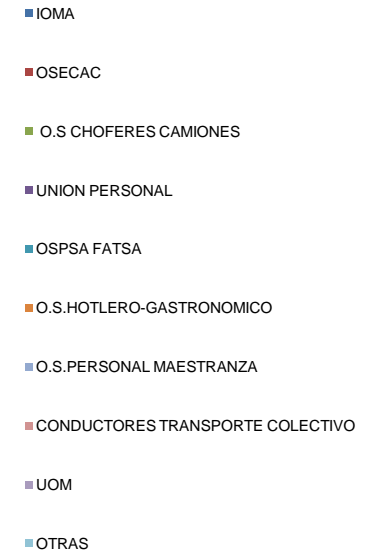 IOMA
OSECAC
O.S CHOFERES CAMIONES
UNION PERSONAL
OSPSA FATSA
O.S.HOTLERO-GASTRONOMICO
O.S.PERSONAL MAESTRANZA
CONDUCTORES TRANSPORTE COLECTIVO
UOM
OTRAS